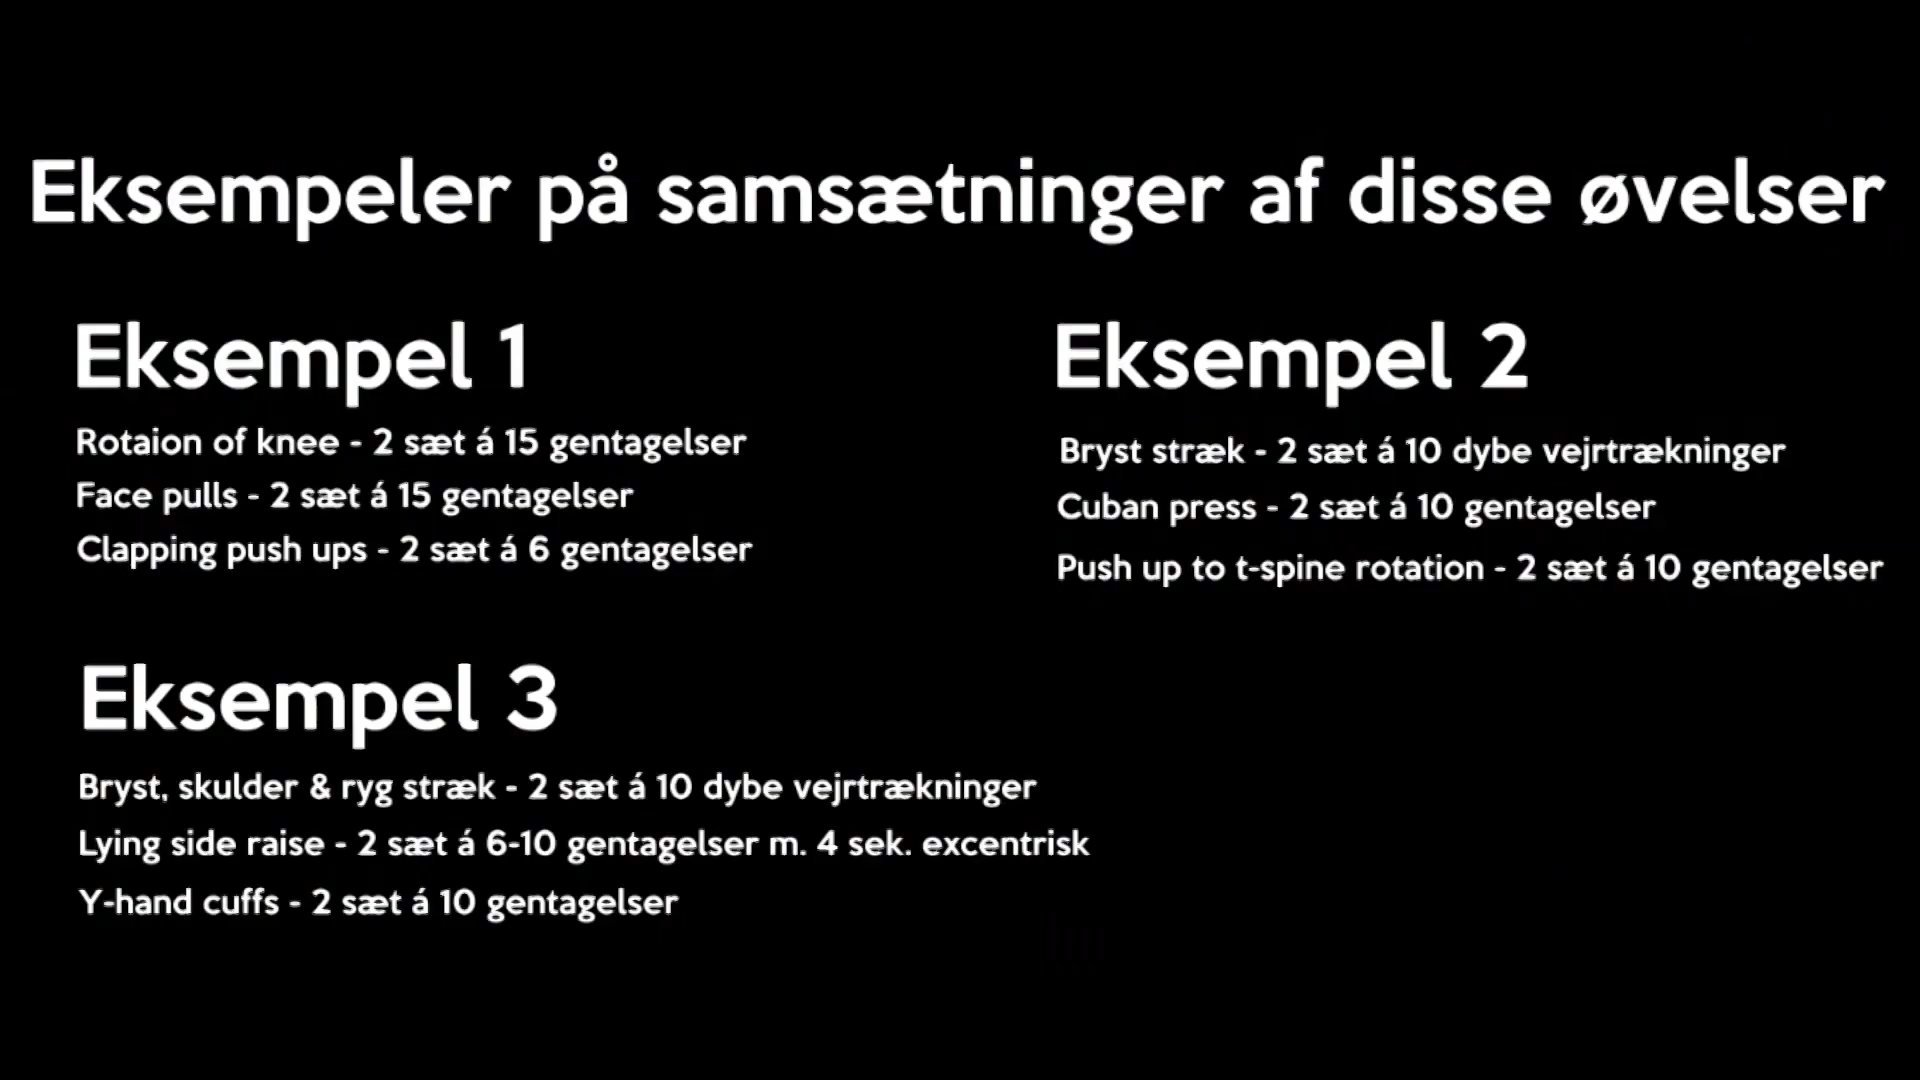 Eksempeler på samsætninger af disse øvelser
Eksempel 1
Rotaion of knee - 2 sæt á 15 gentagelser
Face pulls - 2 sæt á 15 gentagelser
Clapping push ups - 2 sæt á 6 gentagelser
Eksempel 2
Bryst stræk - 2 sæt á 10 dybe vejrtrækninger
Cuban press - 2 sæt á 10 gentagelser
Push up to t-spine rotation - 2 sæt á 10 gentagelser
Eksempel 3
Bryst, skulder & ryg stræk - 2 sæt á 10 dybe vejrtrækninger
Lying side raise - 2 sæt á 6-10 gentagelser m. 4 sek. excentrisk
Y-hand cuffs - 2 sæt á 10 gentagelser